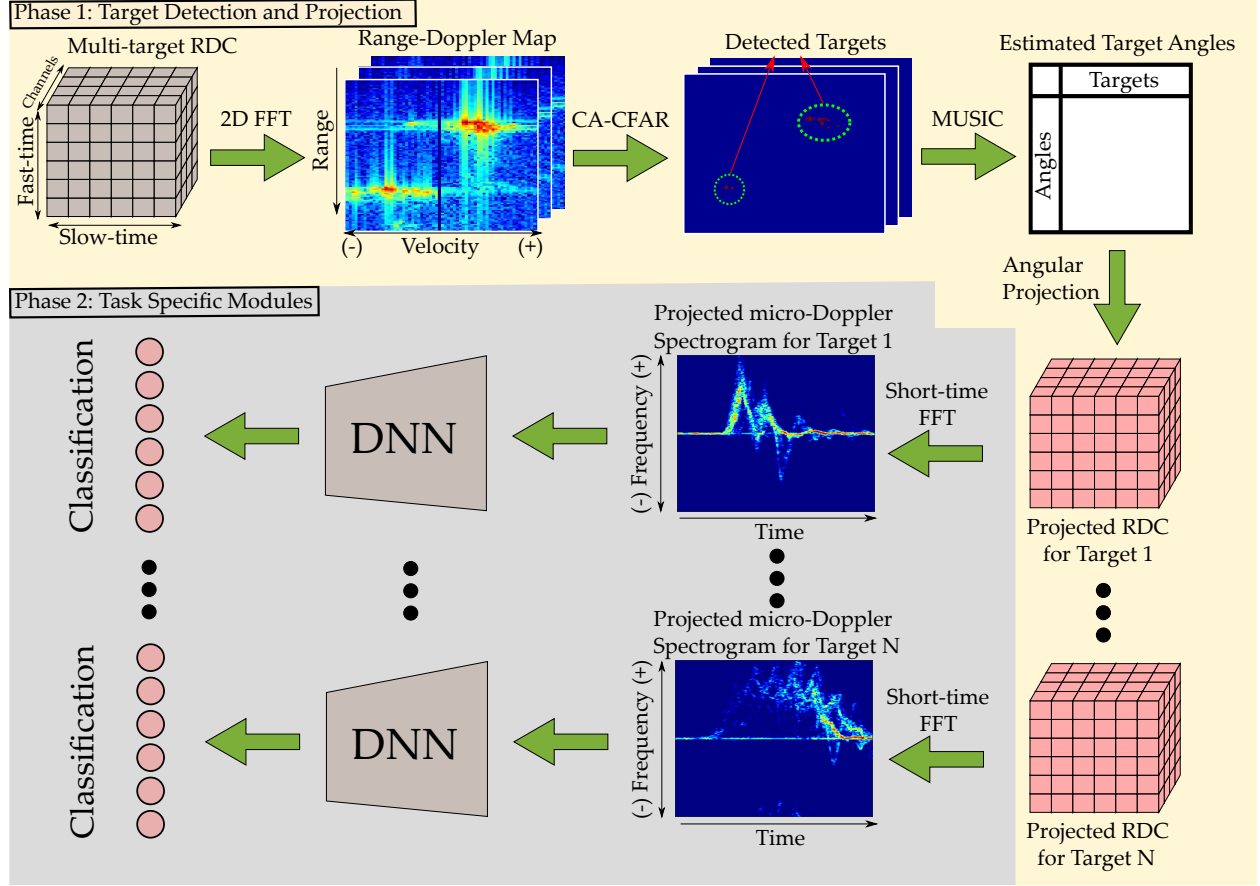 Phase 1: Target Detection and Projection
Multi-target RDC
Channels
Fast-time
Slow-time
2D FFT
Range-Doppler Map
Range
(-) Velocity (+)
CA-CFAR
Detected Targets
MUSIC
Estimated Target Angles
Targets
Angles
Angular
Projection
Phase 2: Task Specific Modules
Classification
DNN
Projected micro-Doppler
Spectrogram for Target 1
(-) Frequency (+)
Time
Short-time
FFT
Projected RDC
for Target 1
Classification
DNN
Projected micro-Doppler
Spectrogram for Target N
(-) Frequency (+)
Time
Short-time
FFT
Projected RDC
for Target N